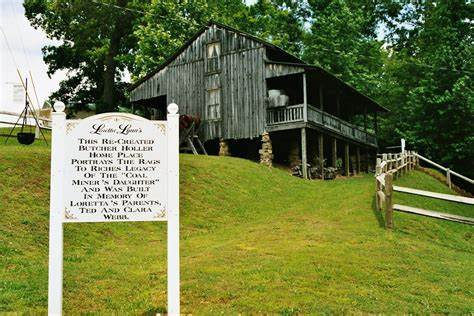 Loretta Lynn's
This Re-Created
Butcher Holler
Home Place
Portrays The Rags
To Riches Legacy
Of The "Coal
Miner's Daughter"
And Was Built
In Memory Of
Loretta's Parents,
Ted And Clara
Webb.